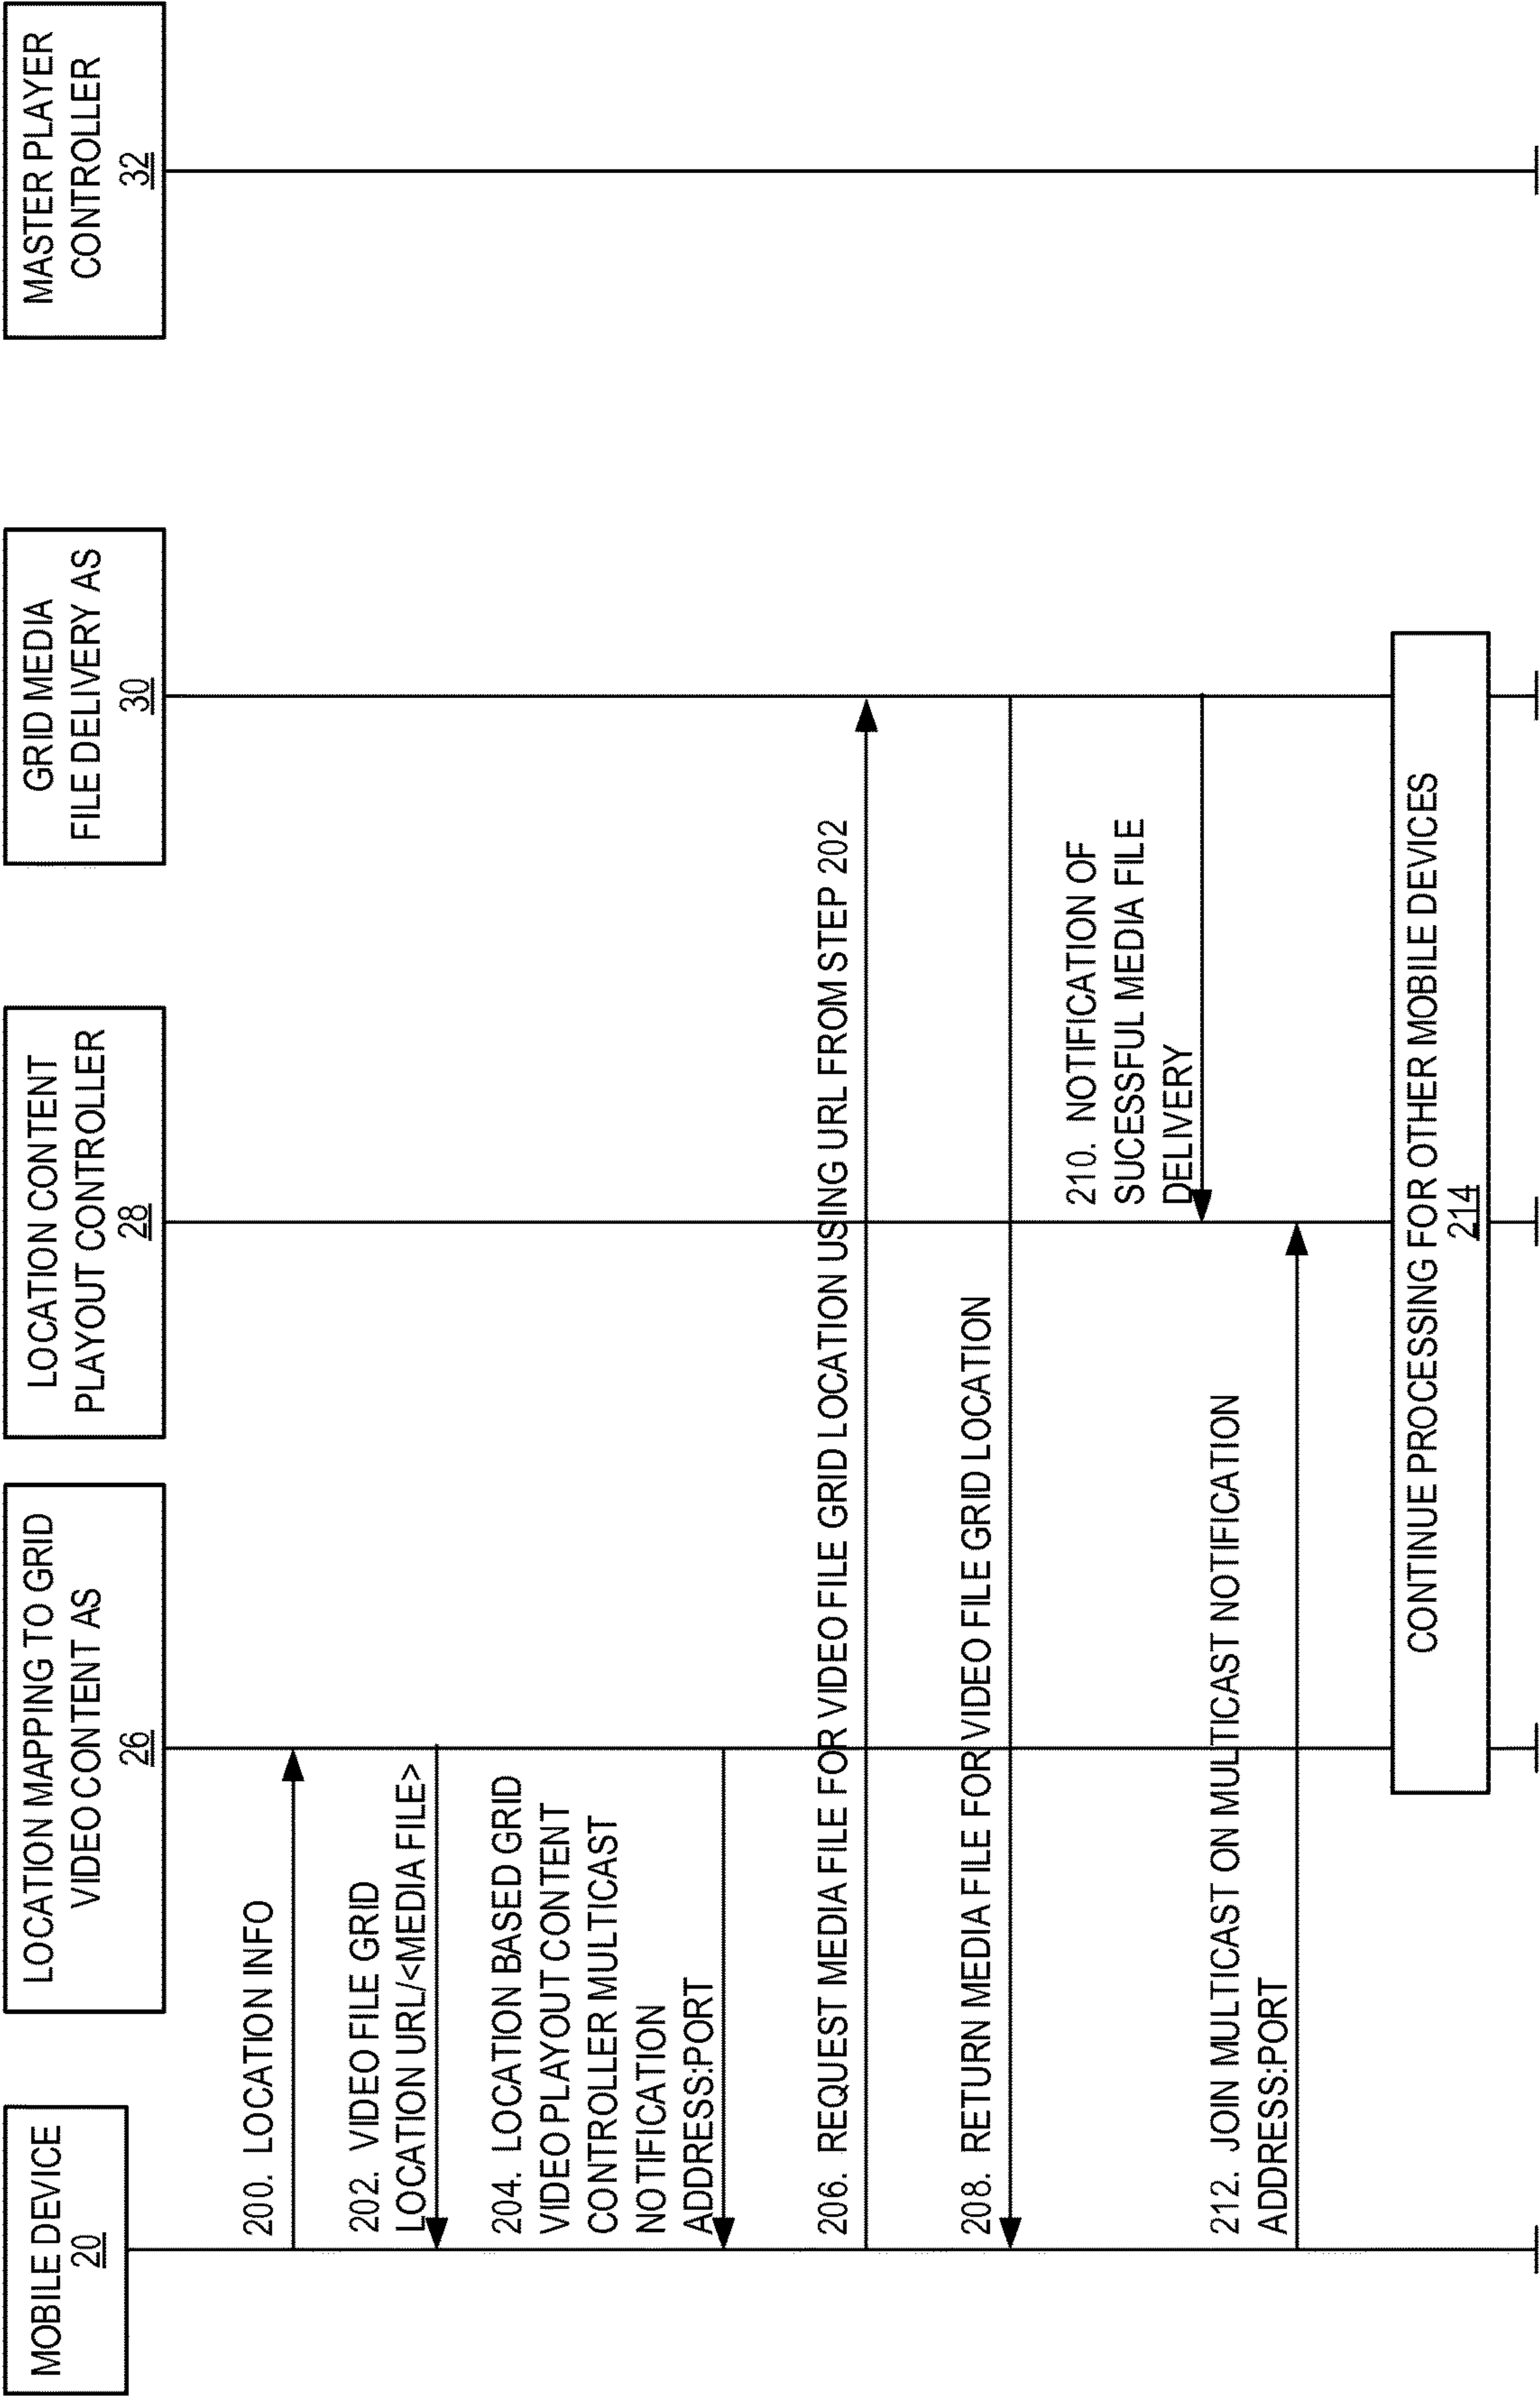 MOBILE DEVICE
20
LOCATION MAPPING TO GRID
VIDEO CONTENT AS
26
LOCATION CONTENT
PLAYOUT CONTROLLER
28
GRID MEDIA
FILE DELIVERY AS
30
MASTER PLAYER
CONTROLLER
32
200. LOCATION INFO
202. VIDEO FILE GRID
LOCATION URL/<MEDIA FILE>
204. LOCATION BASED GRID
VIDEO PLAYOUT CONTENT
CONTROLLER MULTICAST
NOTIFICATION
ADDRESS:PORT
206. REQUEST MEDIA FILE FOR VIDEO FILE GRID LOCATION USING URL FROM STEP 202
208. RETURN MEDIA FILE FOR VIDEO FILE GRID LOCATION
210. NOTIFICATION OF
SUCESSFUL MEDIA FILE
DELIVERY
212. JOIN MULTICAST ON MULTICAST NOTIFICATION
ADDRESS:PORT
CONTINUE PROCESSING FOR OTHER MOBILE DEVICES
214